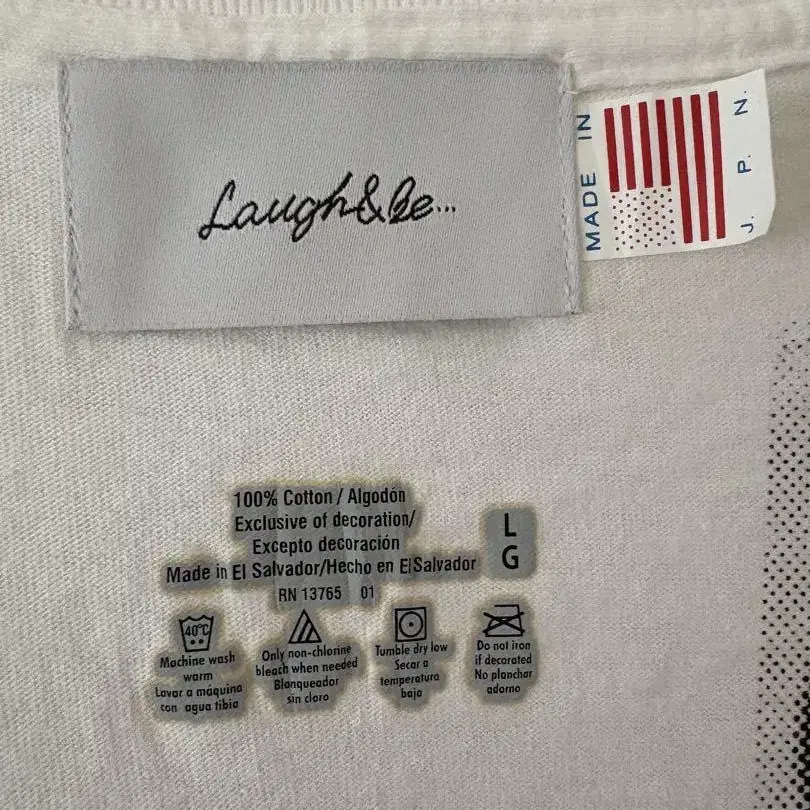 Laugh&Be...
MADE IN
J. P. N.
100% Cotton / Algodón
Exclusive of decoration/
Excepto decoración
Made in El Salvador/Hecho en El Salvador
RN 13765 01
L
G
40°C
Machine wash
warm
Lavar a máquina
con agua tibia
Only non-chlorine
bleach when needed
Blanqueador
sin cloro
Tumble dry low
Secar a
temperatura
baja
Do not iron
if decorated
No planchar
adorno